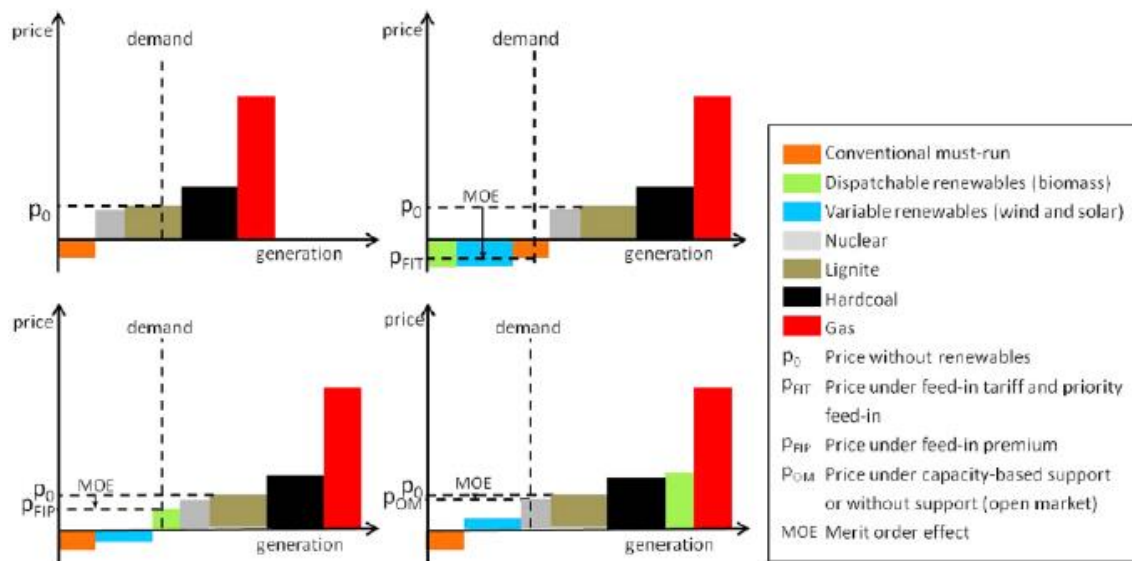 price
demand
p₀
generation
price
demand
MOE
p₀
pFIT
generation
price
demand
MOE
p₀
pFIP
generation
price
demand
MOE
p₀
pOM
generation
Conventional must-run
Dispatchable renewables (biomass)
Variable renewables (wind and solar)
Nuclear
Lignite
Hardcoal
Gas
p₀ Price without renewables
pFIT Price under feed-in tariff and priority
feed-in
pFIP Price under feed-in premium
pOM Price under capacity-based support
or without support (open market)
MOE Merit order effect